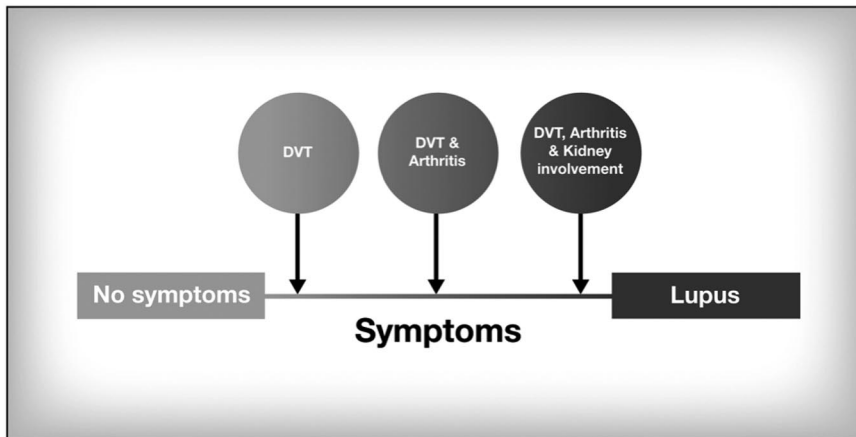 DVT
DVT &
Arthritis
DVT, Arthritis
& Kidney
involvement
No symptoms
Lupus
Symptoms